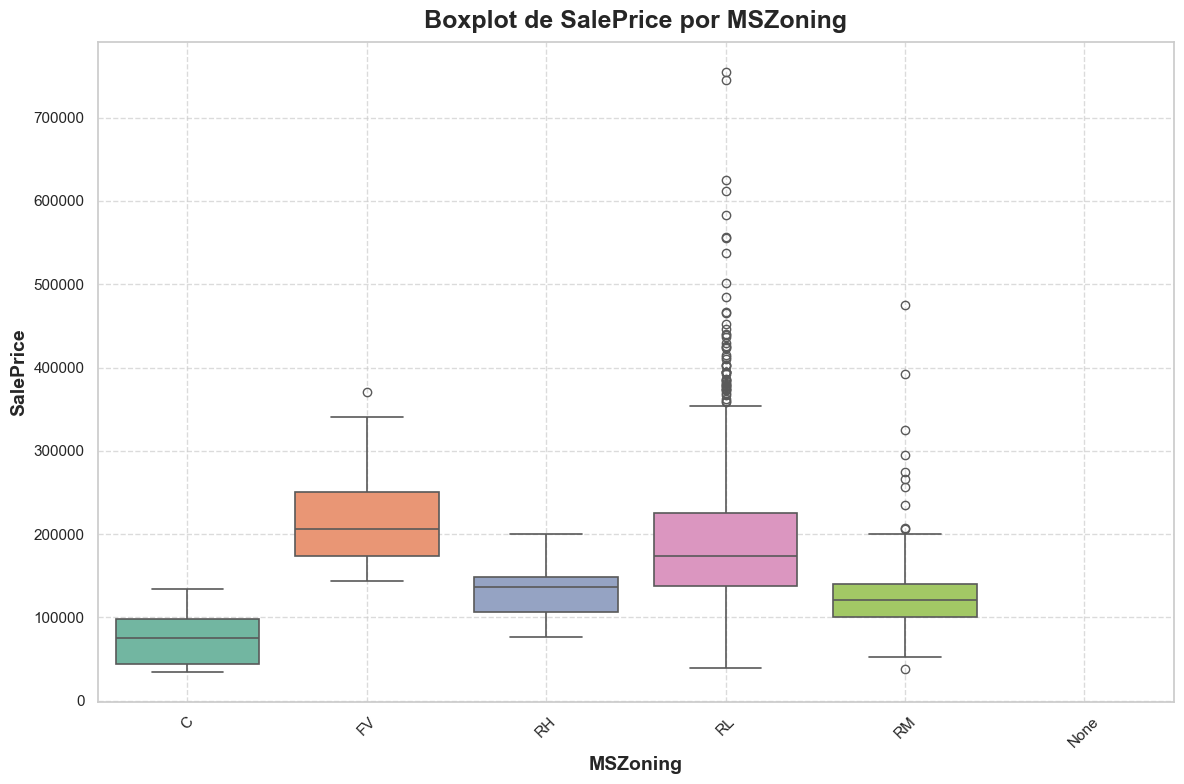 Boxplot de SalePrice por MSZoning
700000
600000
500000
400000
300000
200000
100000
0
SalePrice
C
FV
RH
RL
RM
None
MSZoning